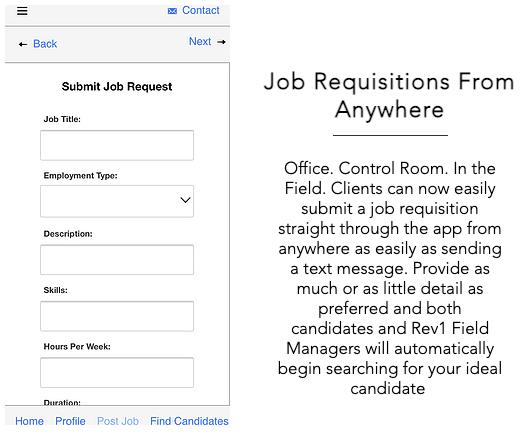 Contact
Back
Next
Submit Job Request
Job Title:
Employment Type:
Description:
Skills:
Hours Per Week:
Duration:
Home Profile Post Job Find Candidates
Job Requisitions From
Anywhere
Office. Control Room. In the
Field. Clients can now easily
submit a job requisition
straight through the app from
anywhere as easily as sending
a text message. Provide as
much or as little detail as
preferred and both
candidates and Rev1 Field
Managers will automatically
begin searching for your ideal
candidate